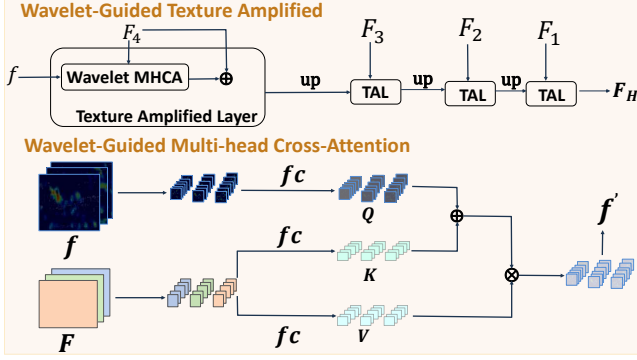 Wavelet-Guided Texture Amplified
F4
F3
F2
F1
f
Wavelet MHCA
up
up
up
TAL
TAL
TAL
FH
Texture Amplified Layer
Wavelet-Guided Multi-head Cross-Attention
fc
Q
f
f'
fc
K
F
fc
V